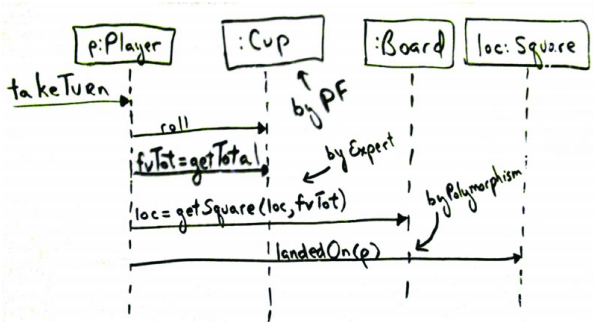 p:Player
:Cup
:Board
loc: Square
takeTurn
by PF
roll
fvTot=getTotal
by Expert
loc=getSquare(loc,fvTot)
by Polymorphism
landedOn(p)